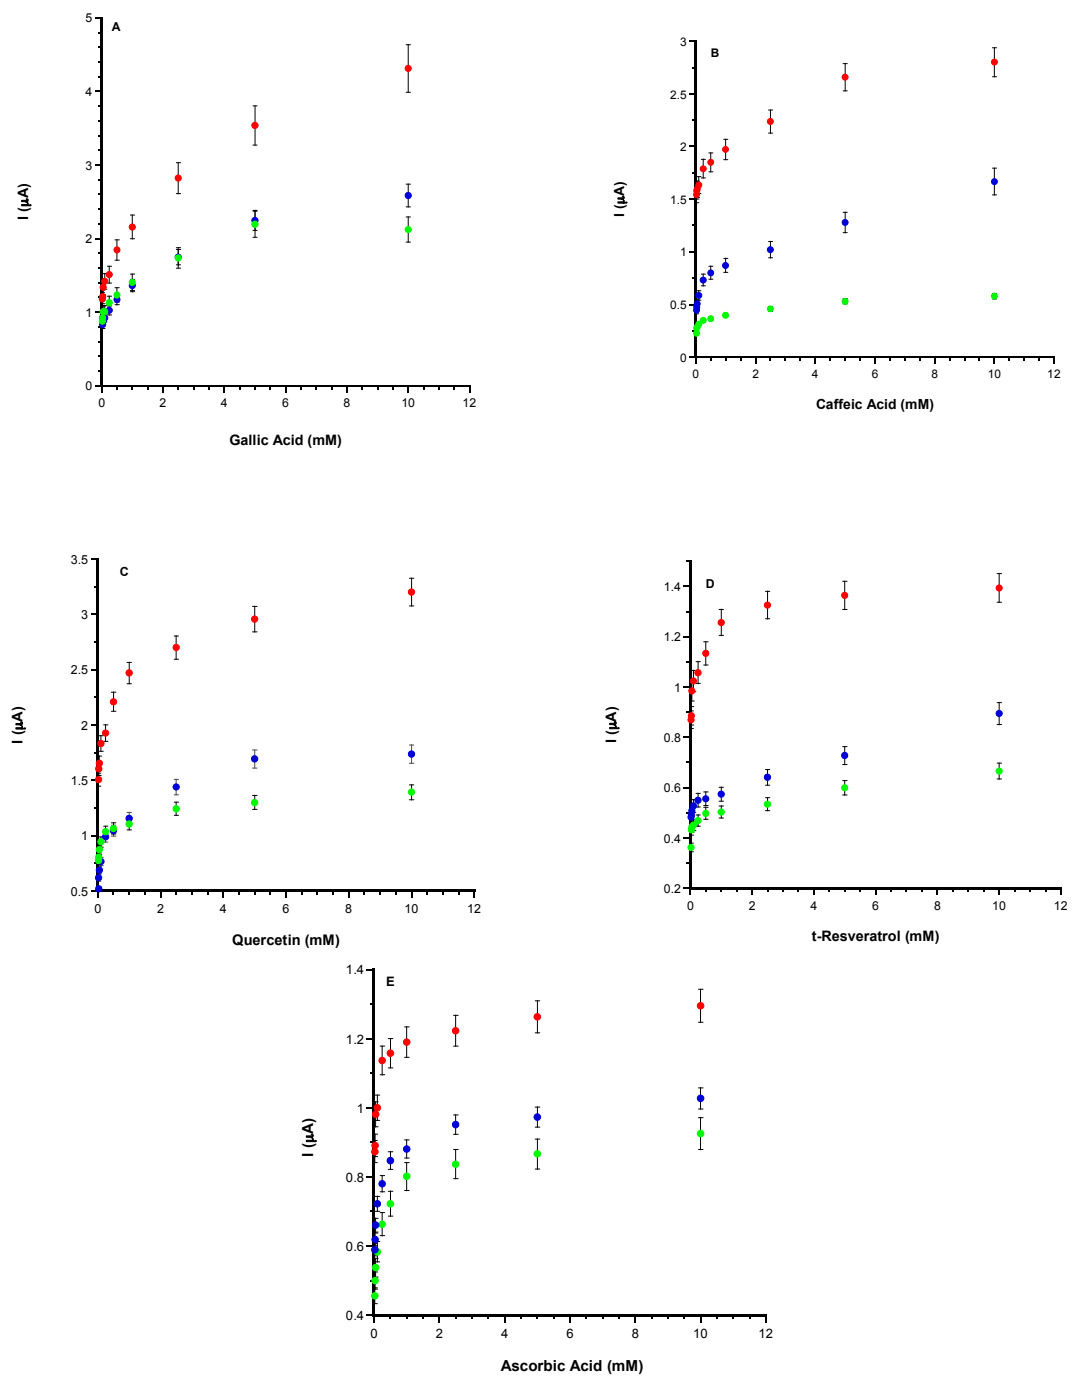 A
5
4
3
2
1
0
I (µA)
0 2 4 6 8 10 12
Gallic Acid (mM)
B
3
2.5
2
1.5
1
0.5
0
I (µA)
0 2 4 6 8 10 12
Caffeic Acid (mM)
C
3.5
3
2.5
2
1.5
1
0.5
I (µA)
0 2 4 6 8 10 12
Quercetin (mM)
D
1.4
1.2
1
0.8
0.6
0.4
0.2
I (µA)
0 2 4 6 8 10 12
t-Resveratrol (mM)
E
1.4
1.2
1
0.8
0.6
0.4
I (µA)
0 2 4 6 8 10 12
Ascorbic Acid (mM)